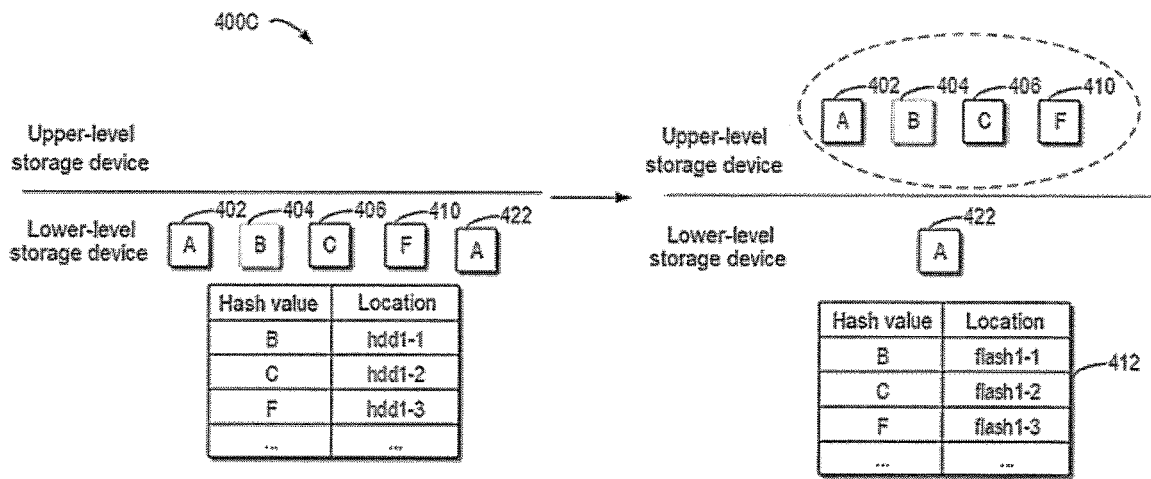 400C
Upper-level
storage device
402 404 406 410 422
Lower-level
storage device
A B C F A
Hash value Location
B hdd1-1
C hdd1-2
F hdd1-3
... ...
402 404 406 410
A B C F
Upper-level
storage device
422
Lower-level
storage device
A
Hash value Location
B flash1-1
C flash1-2
F flash1-3
... ...
412